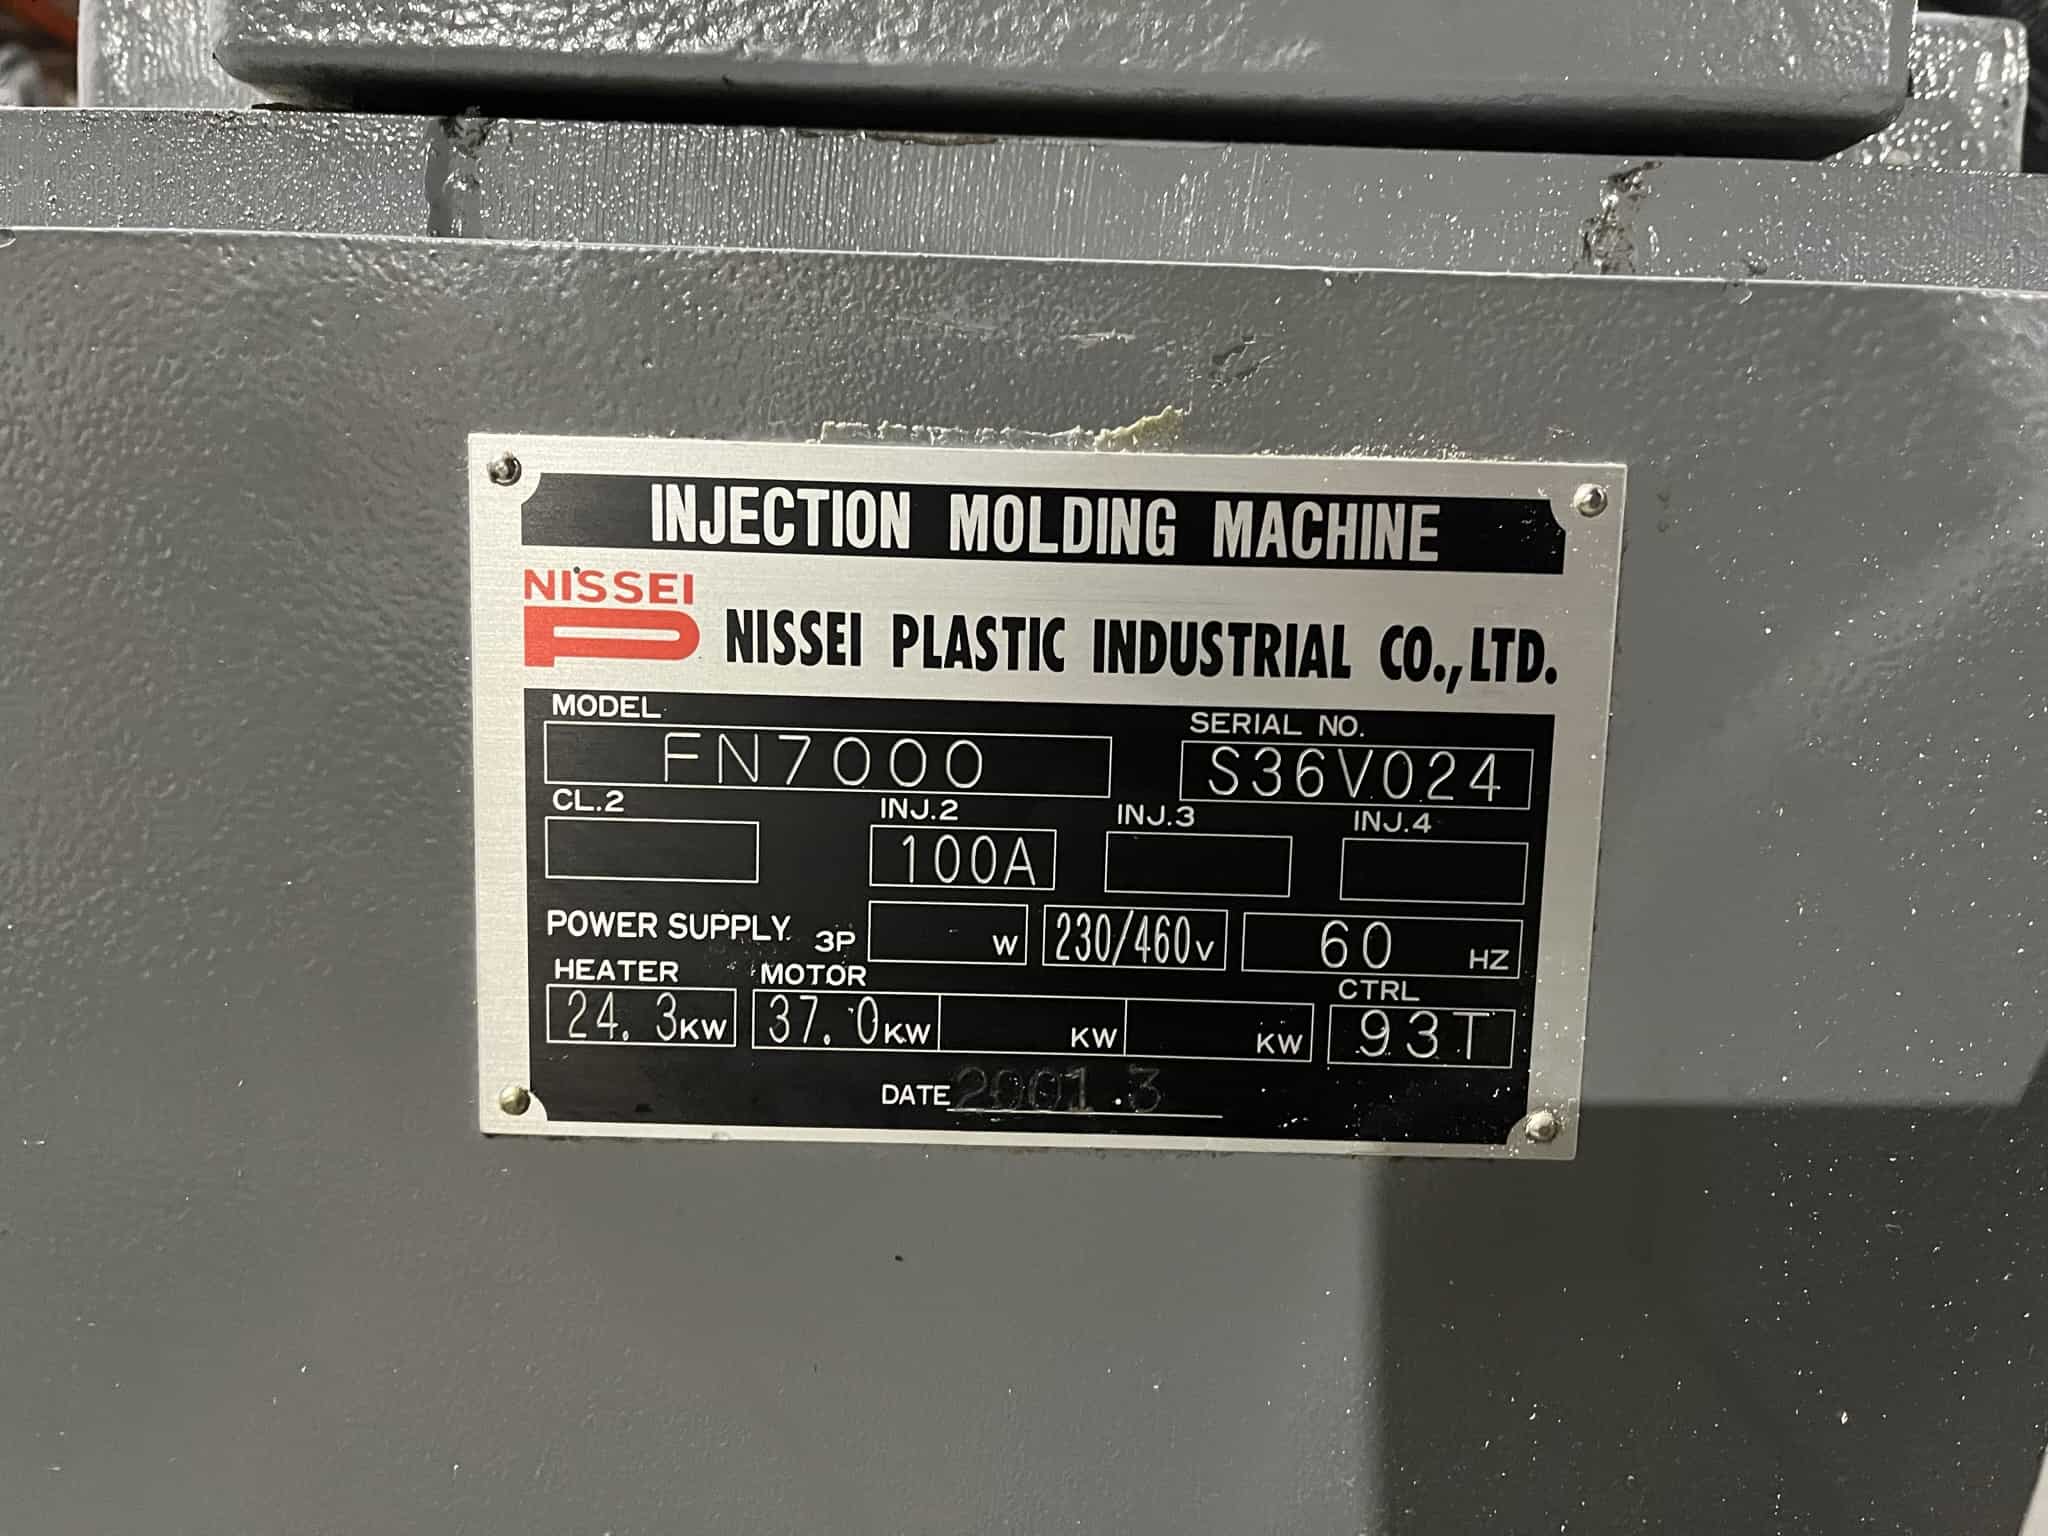 INJECTION MOLDING MACHINE
NISSEI
NISSEI PLASTIC INDUSTRIAL CO.,LTD.
MODEL SERIAL NO.
FN7000 S36V024
CL.2 INJ.2 INJ.3 INJ.4
100A
POWER SUPPLY 3P W 230/460V 60 HZ
HEATER MOTOR CTRL
24.3KW 37.0KW KW KW 93T
DATE 2001.3